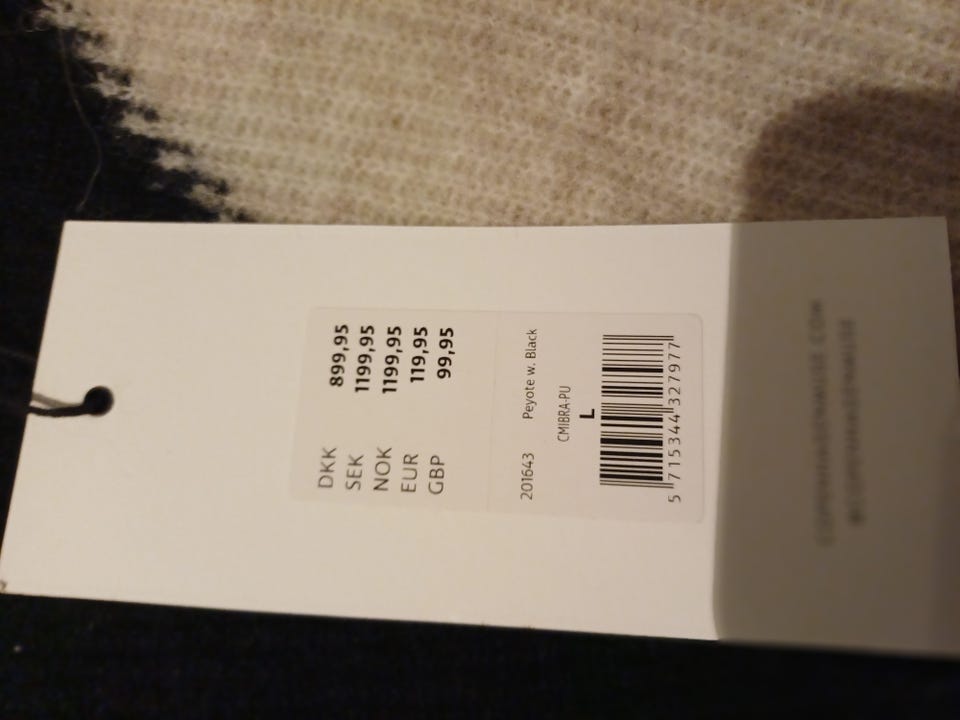 DKK 899,95
SEK 1199,95
NOK 1199,95
EUR 119,95
GBP 99,95
201643 Peyote w. Black
CMIBRA-PU
L
5 715344 327977